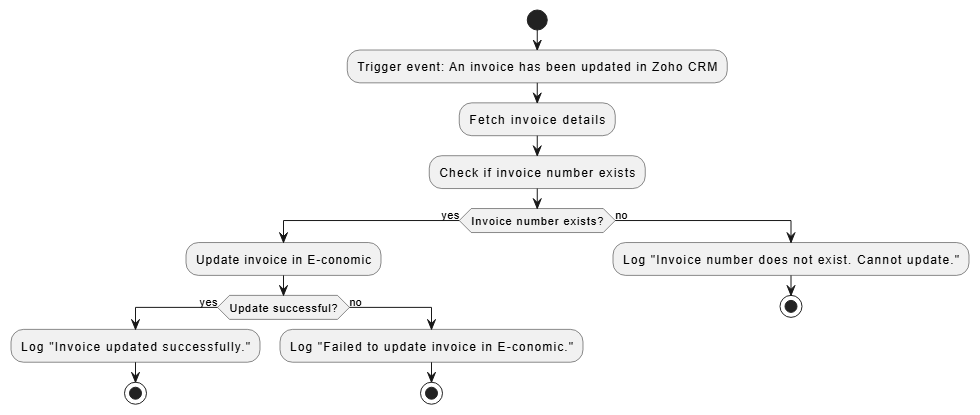 Trigger event: An invoice has been updated in Zoho CRM
Fetch invoice details
Check if invoice number exists
yes
Invoice number exists?
no
Update invoice in E-conomic
Log "Invoice number does not exist. Cannot update."
yes
Update successful?
no
Log "Invoice updated successfully."
Log "Failed to update invoice in E-conomic."